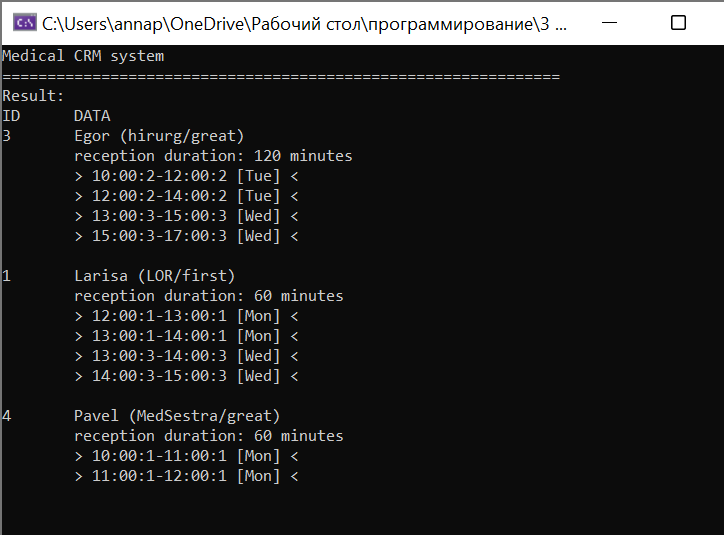 C:\Users\annap\OneDrive\Рабочий стол\программирование\3 ...
Medical CRM system
==============================================================
Result:
ID DATA
3 Egor (hirurg/great)
reception duration: 120 minutes
> 10:00:2-12:00:2 [Tue] <
> 12:00:2-14:00:2 [Tue] <
> 13:00:3-15:00:3 [Wed] <
> 15:00:3-17:00:3 [Wed] <
1 Larisa (LOR/first)
reception duration: 60 minutes
> 12:00:1-13:00:1 [Mon] <
> 13:00:1-14:00:1 [Mon] <
> 13:00:3-14:00:3 [Wed] <
> 14:00:3-15:00:3 [Wed] <
4 Pavel (MedSestra/great)
reception duration: 60 minutes
> 10:00:1-11:00:1 [Mon] <
> 11:00:1-12:00:1 [Mon] <